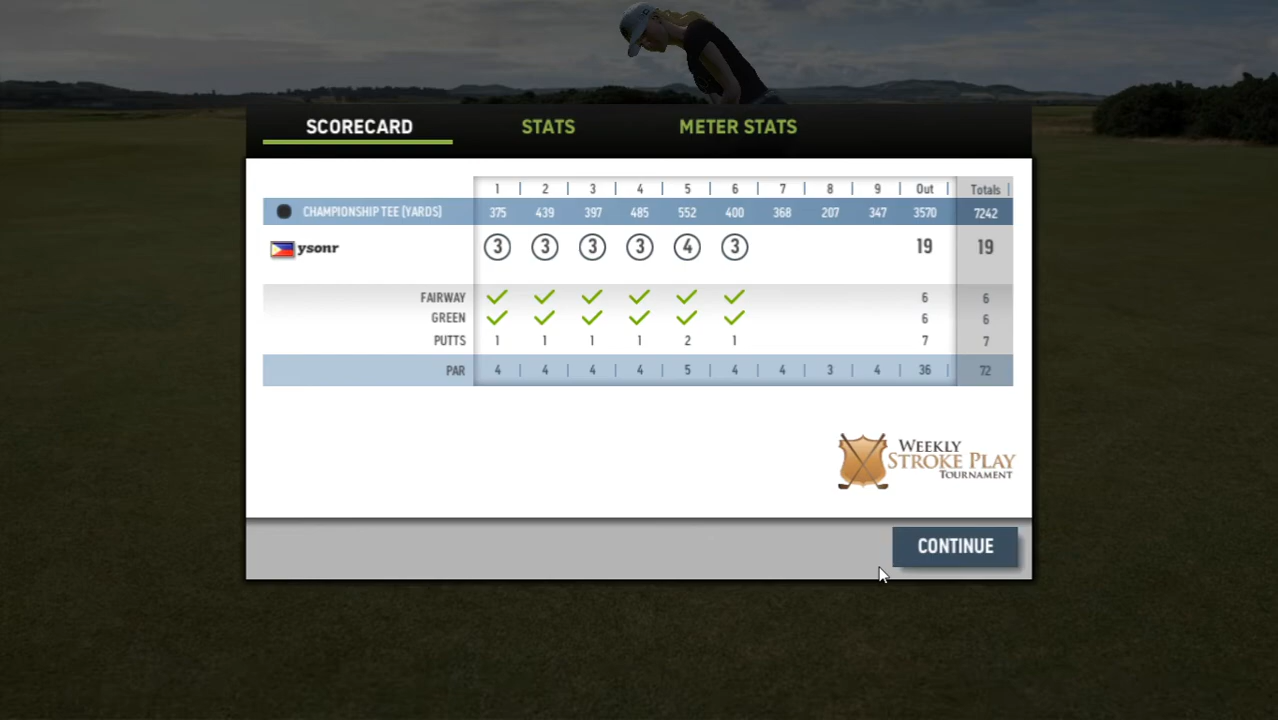 SCORECARD STATS METER STATS
1 | 2 | 3 | 4 | 5 | 6 | 7 | 8 | 9 | Out | Totals |
CHAMPIONSHIP TEE (YARDS) 375 439 397 485 552 400 368 207 347 3570 7242
ysonr 3 3 3 3 4 3 19 19
FAIRWAY 6 6
GREEN 6 6
PUTTS 1 1 1 1 2 1 7 7
PAR 4 | 4 | 4 | 4 | 5 | 4 | 4 | 3 | 4 | 36 | 72
WEEKLY
STROKE PLAY
TOURNAMENT
CONTINUE